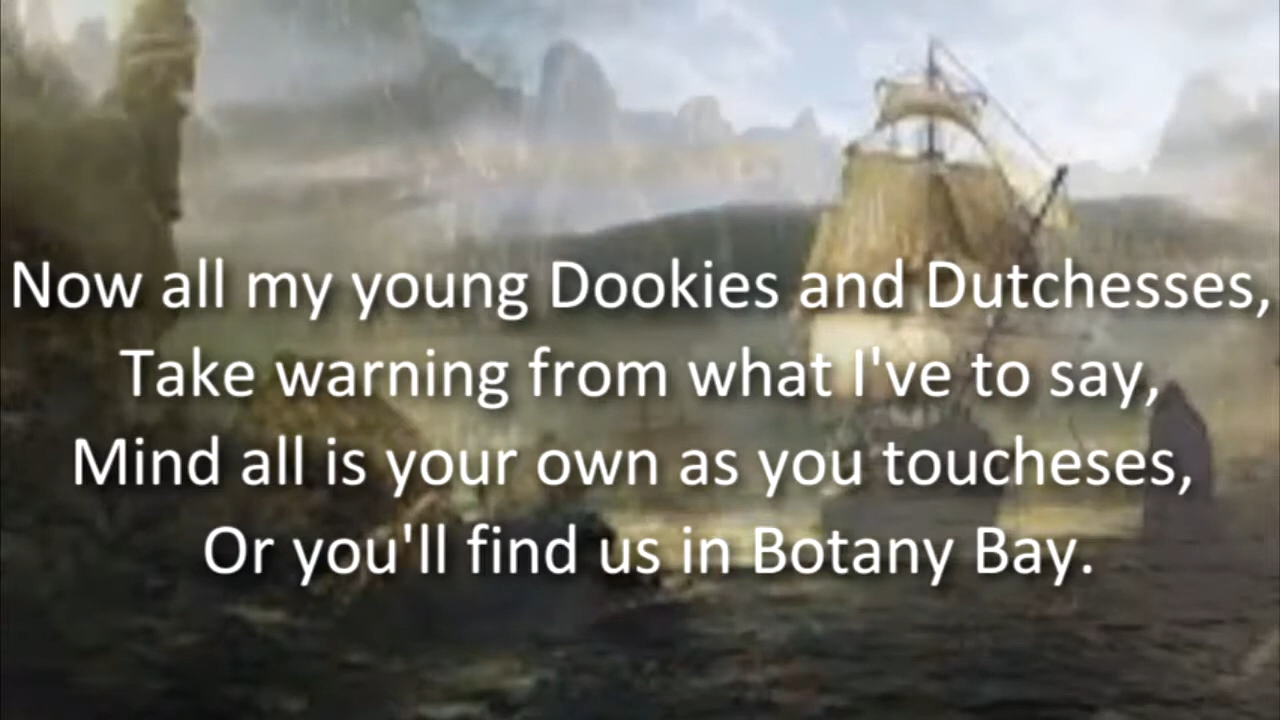 Now all my young Dookies and Dutchesses,
Take warning from what I've to say,
Mind all is your own as you toucheses,
Or you'll find us in Botany Bay.